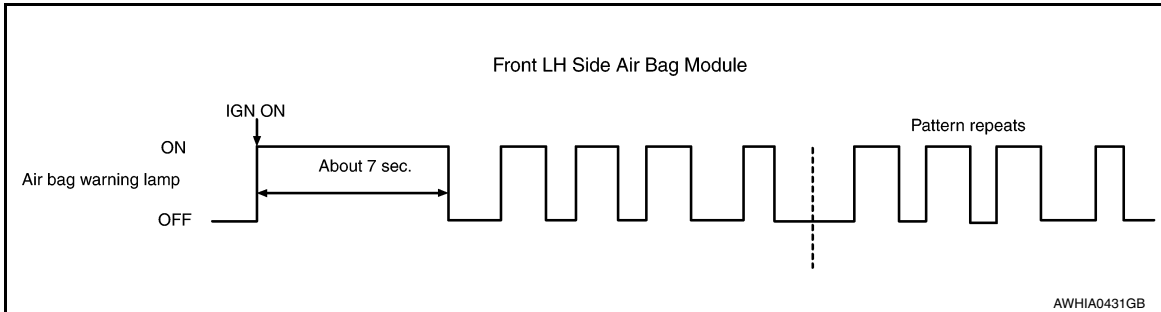 Front LH Side Air Bag Module
IGN ON
Pattern repeats
ON
About 7 sec.
Air bag warning lamp
OFF
AWHIA0431GB